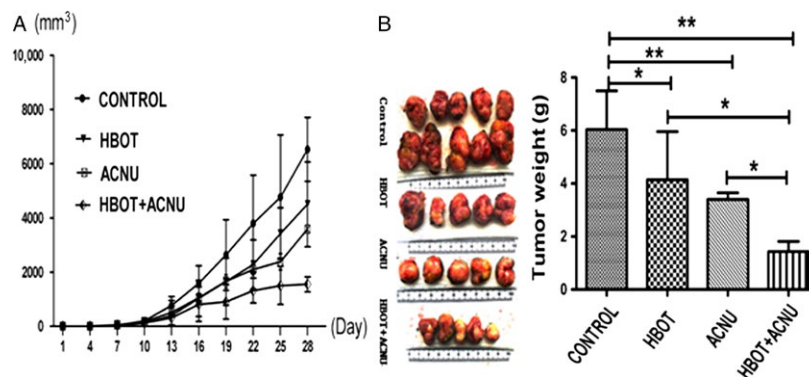 A (mm³)
10,000
8000
6000
4000
2000
0
CONTROL
HBOT
ACNU
HBOT+ACNU
1 4 7 10 13 16 19 22 25 28 (Day)
B
Control
HBOT
ACNU
HBOT+ACNU
Tumor weight (g)
8
6
4
2
0
**
**
*
*
*
CONTROL
HBOT
ACNU
HBOT+ACNU